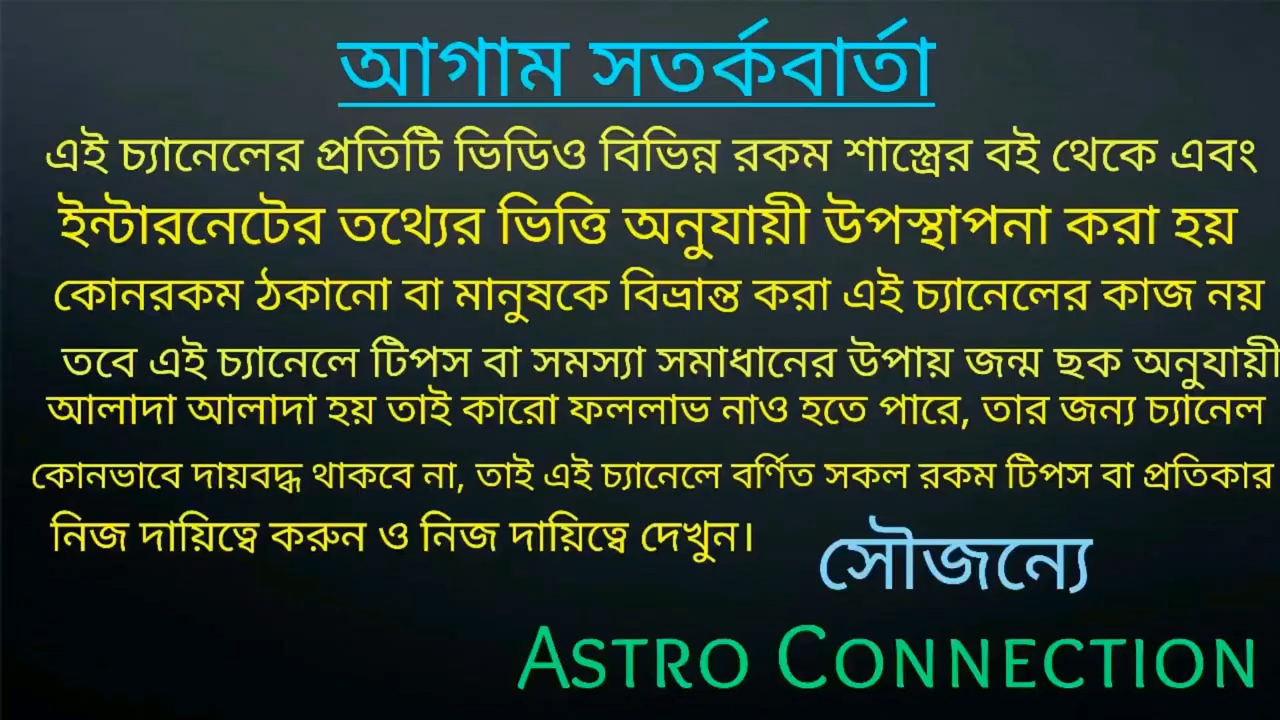 আগাম সতর্কবার্তা
এই চ্যানেলের প্রতিটি ভিডিও বিভিন্ন রকম শাস্ত্রের বই থেকে এবং
ইন্টারনেটের তথ্যের ভিত্তি অনুযায়ী উপস্থাপনা করা হয়
কোনরকম ঠকানো বা মানুষকে বিভ্রান্ত করা এই চ্যানেলের কাজ নয়
তবে এই চ্যানেলে টিপস বা সমস্যা সমাধানের উপায় জন্ম ছক অনুযায়ী
আলাদা আলাদা হয় তাই কারো ফললাভ নাও হতে পারে, তার জন্য চ্যানেল
কোনভাবে দায়বদ্ধ থাকবে না, তাই এই চ্যানেলে বর্ণিত সকল রকম টিপস বা প্রতিকার
নিজ দায়িত্বে করুন ও নিজ দায়িত্বে দেখুন।
সৌজন্যে
ASTRO CONNECTION